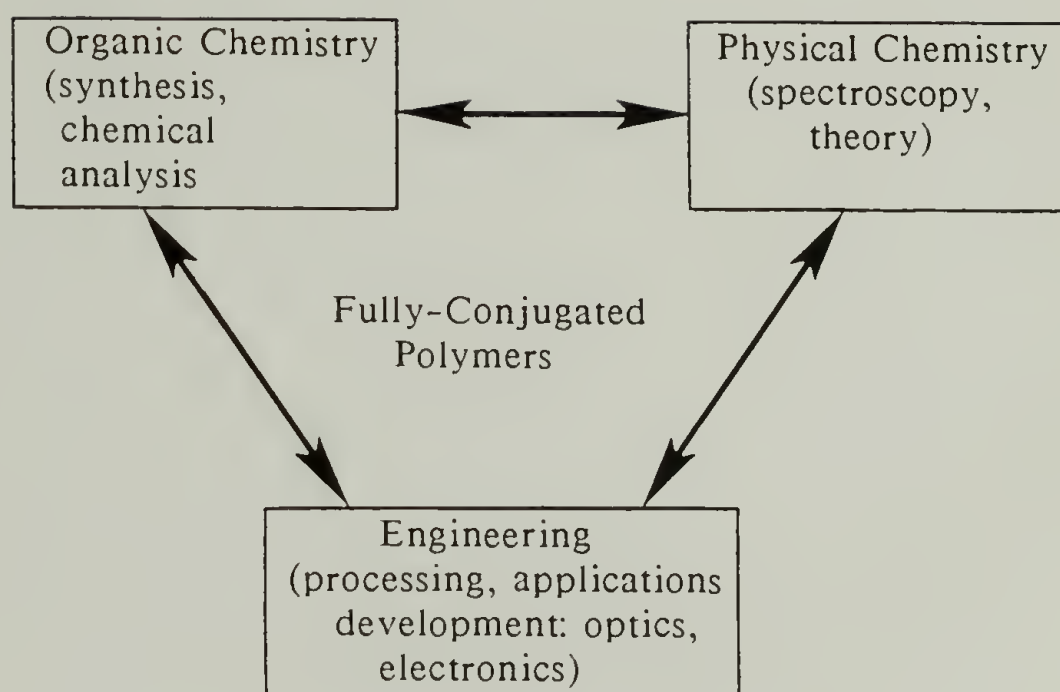 Organic Chemistry
(synthesis,
chemical
analysis
Physical Chemistry
(spectroscopy,
theory)
Fully-Conjugated
Polymers
Engineering
(processing, applications
development: optics,
electronics)